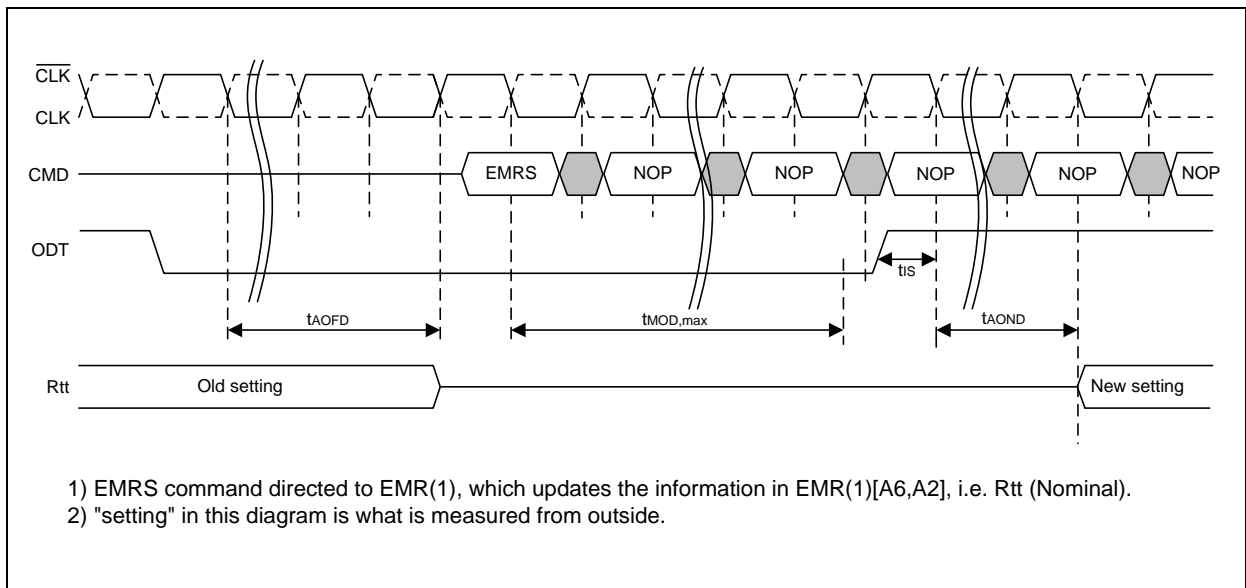 CLK
CLK
CMD EMRS NOP NOP NOP NOP NOP
ODT
tIS
tAOFD tMOD,max tAOND
Rtt Old setting New setting
1) EMRS command directed to EMR(1), which updates the information in EMR(1)[A6,A2], i.e. Rtt (Nominal).
2) "setting" in this diagram is what is measured from outside.